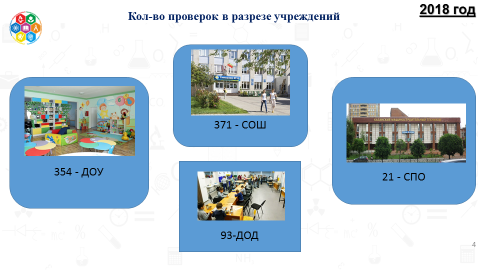 Кол-во проверок в разрезе учреждений
2018 год
354 - ДОУ
371 - СОШ
93-ДОД
21 - СПО
4